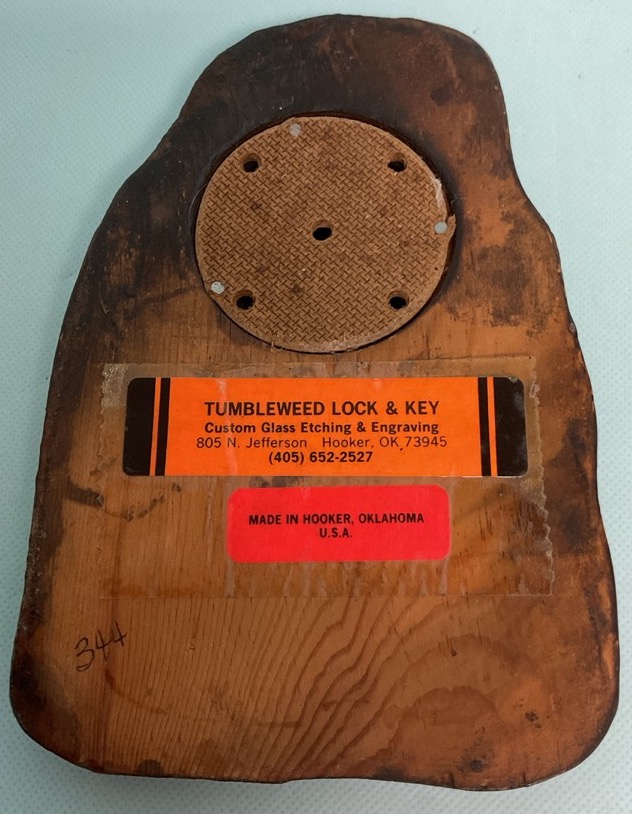 TUMBLEWEED LOCK & KEY
Custom Glass Etching & Engraving
805 N. Jefferson Hooker, OK 73945
(405) 652-2527
MADE IN HOOKER, OKLAHOMA
U.S.A.
344